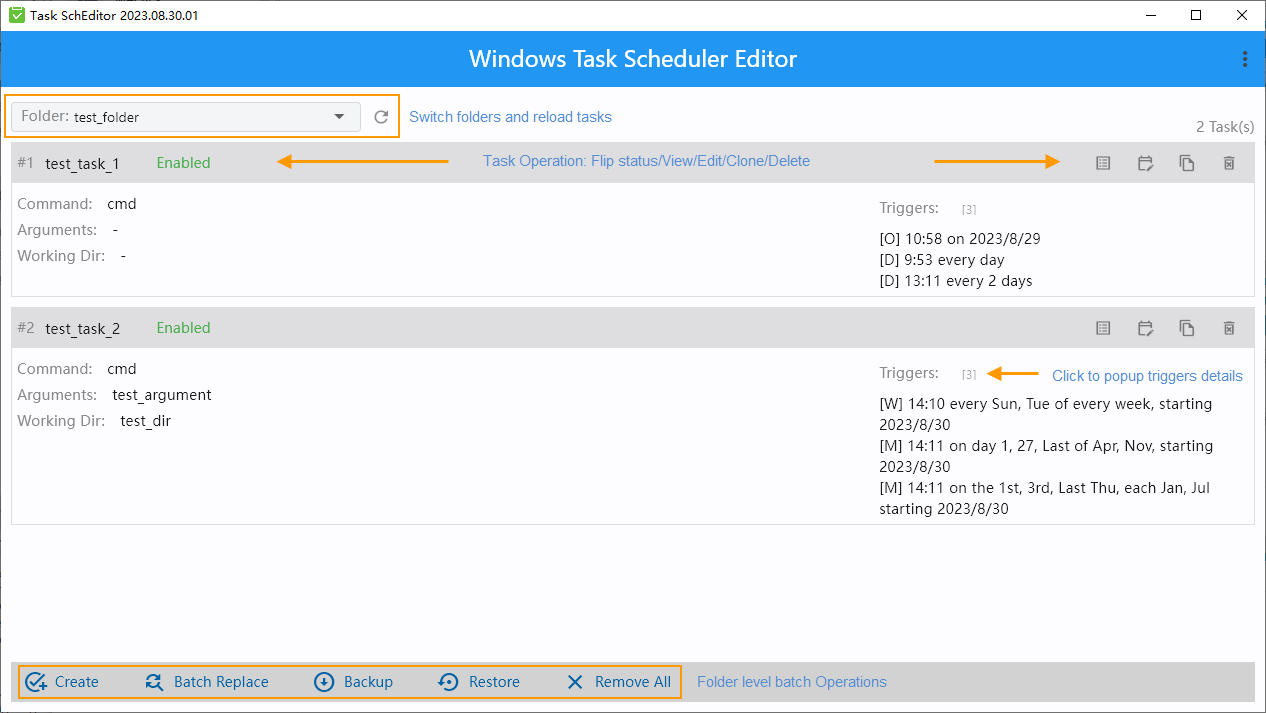 Task SchEditor 2023.08.30.01
Windows Task Scheduler Editor
Folder: test_folder
Switch folders and reload tasks
2 Task(s)
#1 test_task_1 Enabled
Task Operation: Flip status/View/Edit/Clone/Delete
Command: cmd
Arguments: -
Working Dir: -
Triggers: [3]
[O] 10:58 on 2023/8/29
[D] 9:53 every day
[D] 13:11 every 2 days
#2 test_task_2 Enabled
Command: cmd
Arguments: test_argument
Working Dir: test_dir
Triggers: [3]
Click to popup triggers details
[W] 14:10 every Sun, Tue of every week, starting
2023/8/30
[M] 14:11 on day 1, 27, Last of Apr, Nov, starting
2023/8/30
[M] 14:11 on the 1st, 3rd, Last Thu, each Jan, Jul
starting 2023/8/30
Create Batch Replace Backup Restore Remove All
Folder level batch Operations